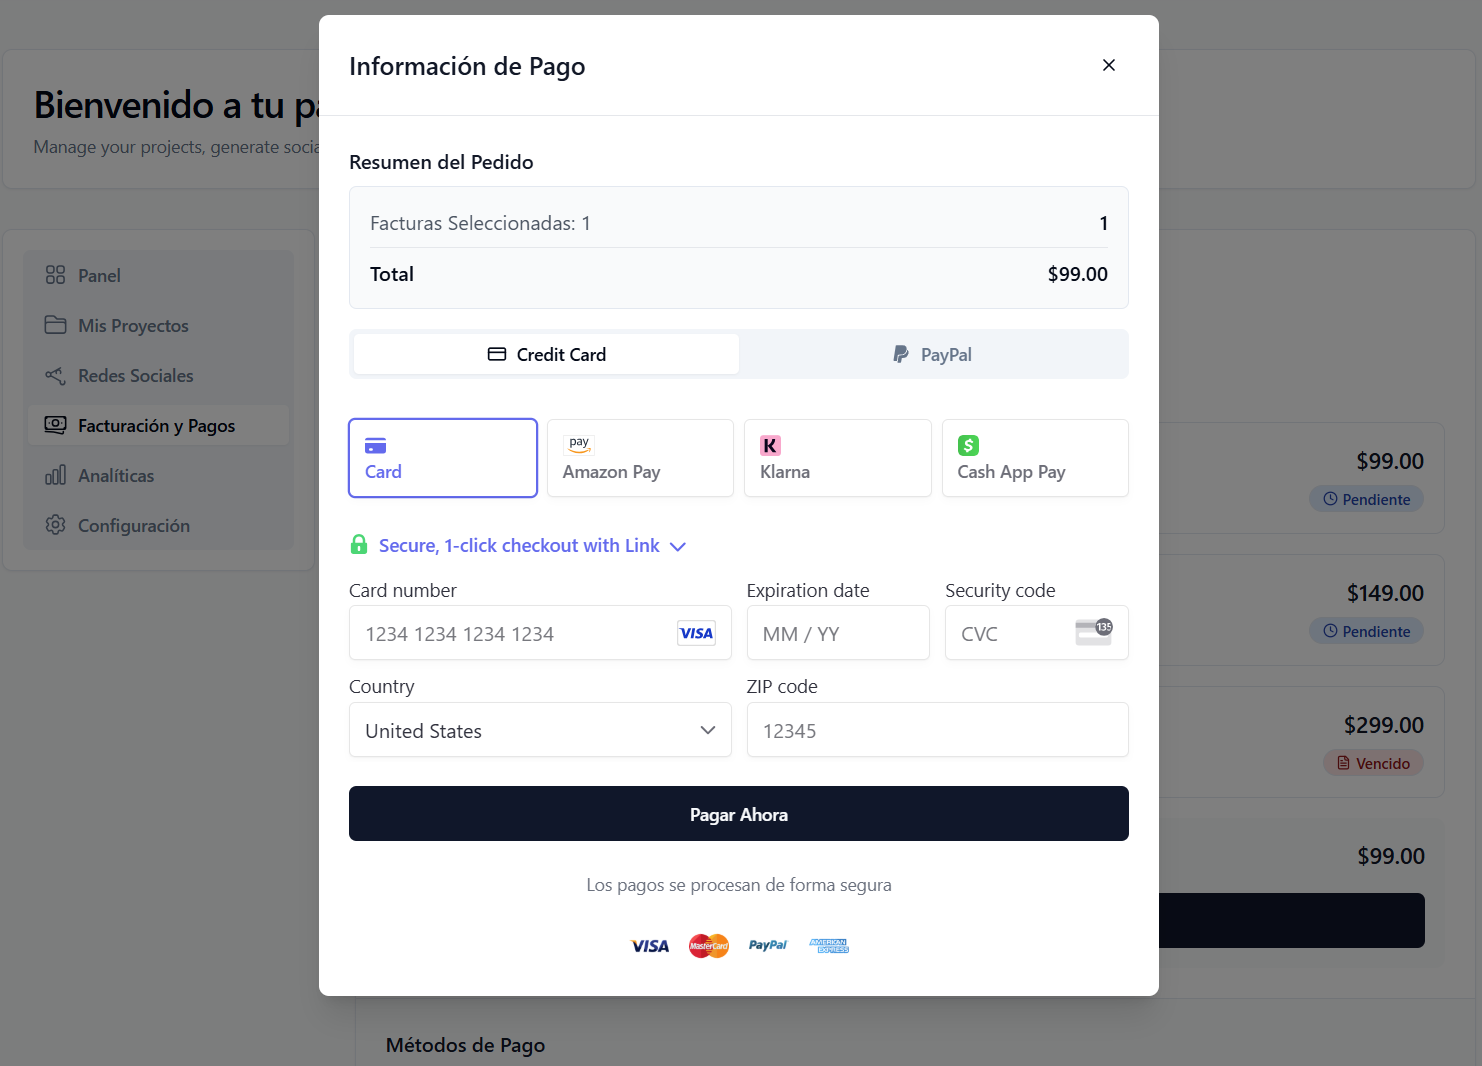 Información de Pago
Bienvenido a tu pa
Manage your projects, generate socia
Resumen del Pedido
Facturas Seleccionadas: 1 1
Total $99.00
Credit Card PayPal
Panel
Mis Proyectos
Redes Sociales
Facturación y Pagos
Analíticas
Configuración
Card
pay
Amazon Pay
K
Klarna
$
Cash App Pay
Secure, 1-click checkout with Link
Card number Expiration date Security code
1234 1234 1234 1234 VISA MM / YY CVC 135
Country ZIP code
United States 12345
Pagar Ahora
Los pagos se procesan de forma segura
VISA MasterCard PayPal AMERICAN EXPRESS
$99.00
Pendiente
$149.00
Pendiente
$299.00
Vencido
$99.00
Métodos de Pago